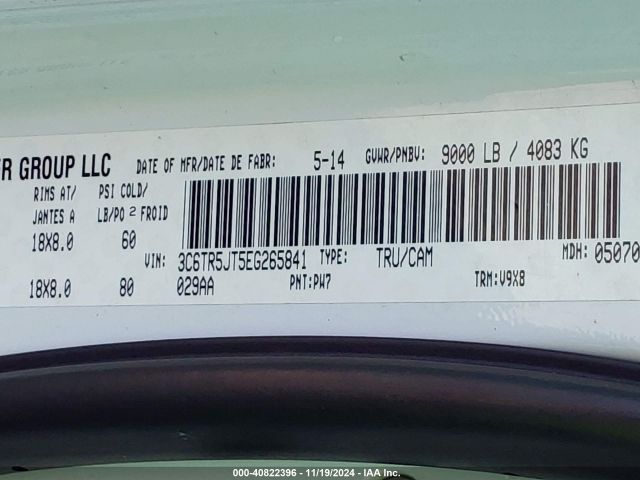 GROUP LLC DATE OF MFR/DATE DE FABR: 5-14 GVWR/PNBV: 9000 LB / 4083 KG
RIMS AT/ PSI COLD/
JANTES A LB/PO 2 FROID
18X8.0 60
VIN: 3C6TR5JT5EG265841 TYPE: TRU/CAM MDH: 05070
18X8.0 80 029AA PNT:PW7 TRM:V9X8
000-40822396 - 11/19/2024 - IAA Inc.